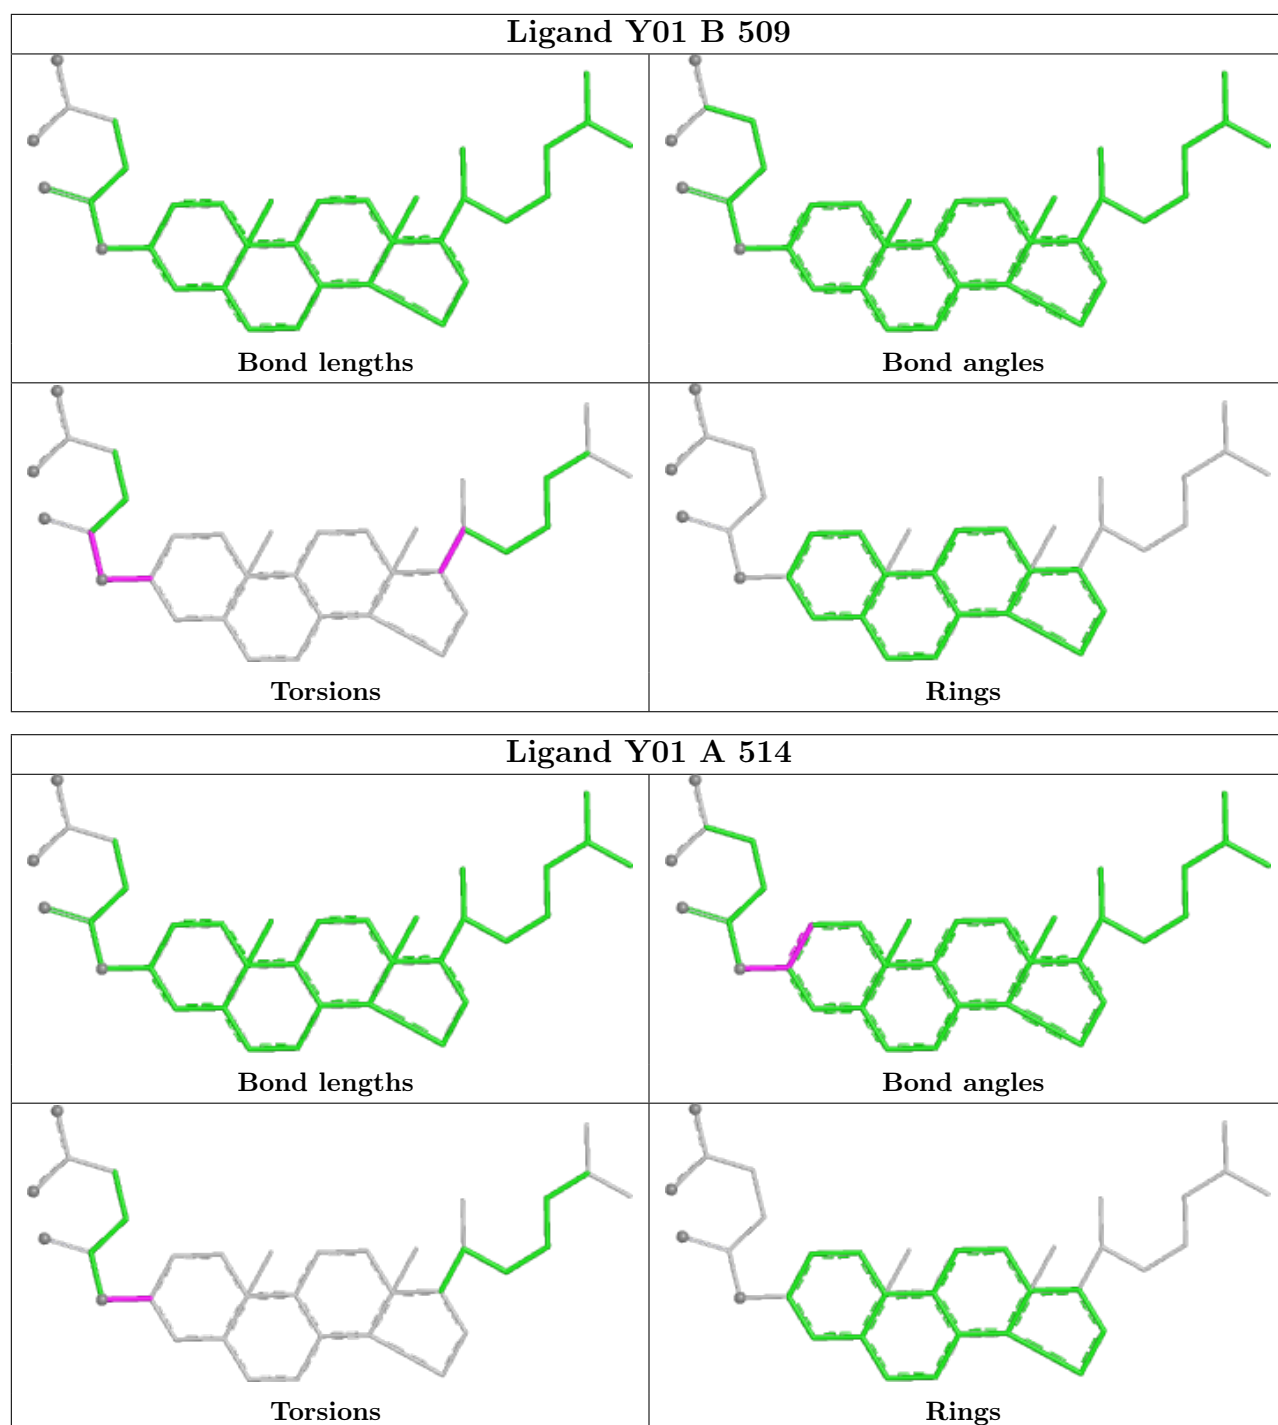 Ligand Y01 B 509
Bond lengths
Bond angles
Torsions
Rings
Ligand Y01 A 514
Bond lengths
Bond angles
Torsions
Rings